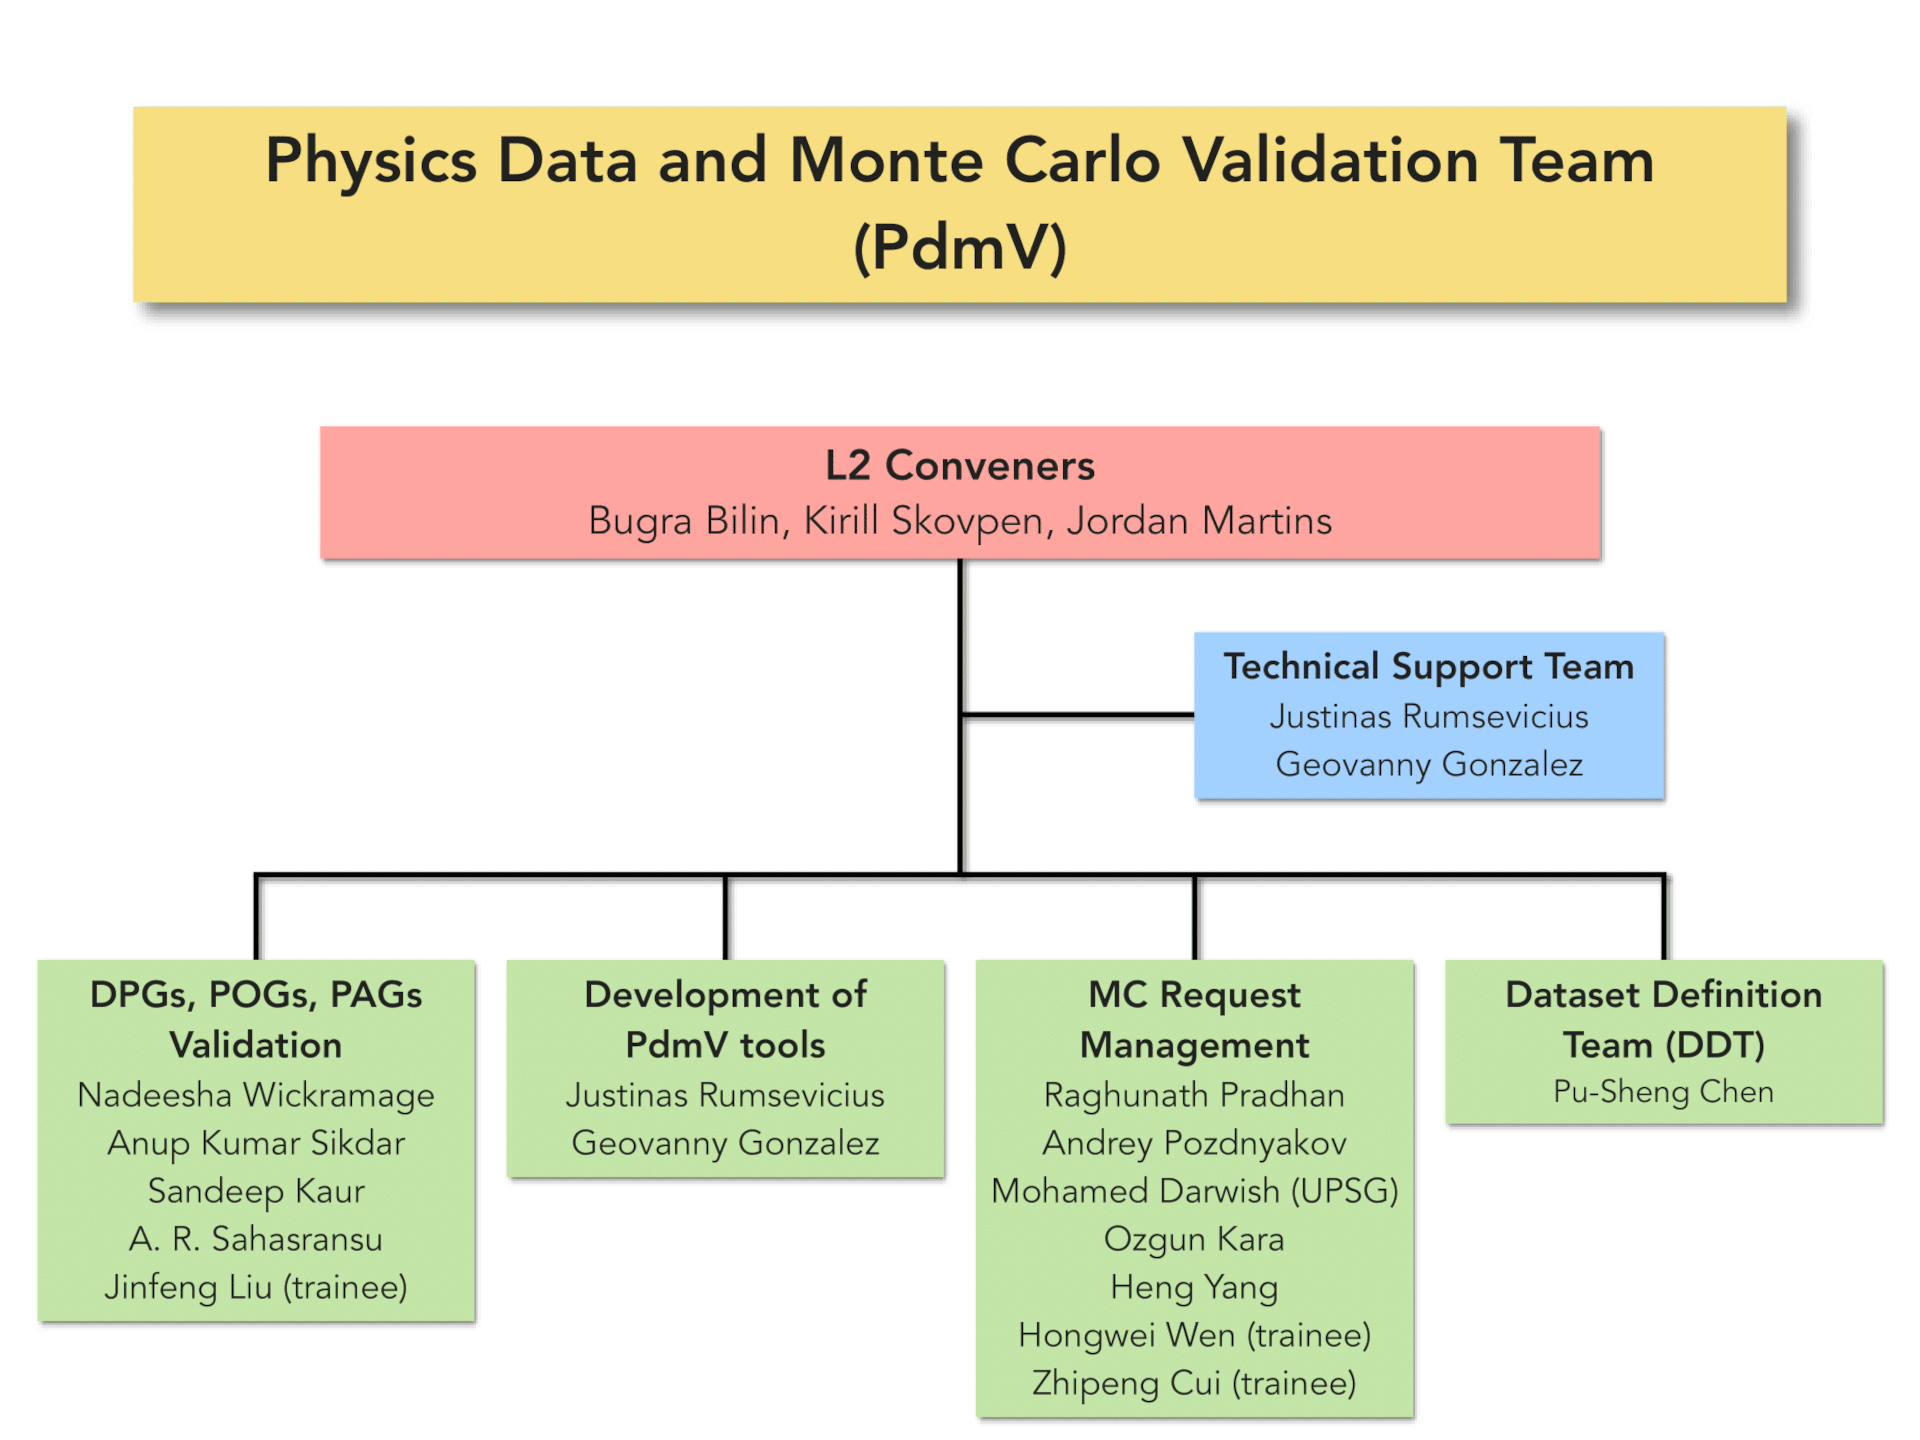 Physics Data and Monte Carlo Validation Team
(PdmV)
L2 Conveners
Bugra Bilin, Kirill Skovpen, Jordan Martins
Technical Support Team
Justinas Rumsevicius
Geovanny Gonzalez
DPGs, POGs, PAGs
Validation
Nadeesha Wickramage
Anup Kumar Sikdar
Sandeep Kaur
A. R. Sahasransu
Jinfeng Liu (trainee)
Development of
PdmV tools
Justinas Rumsevicius
Geovanny Gonzalez
MC Request
Management
Raghunath Pradhan
Andrey Pozdnyakov
Mohamed Darwish (UPSG)
Ozgun Kara
Heng Yang
Hongwei Wen (trainee)
Zhipeng Cui (trainee)
Dataset Definition
Team (DDT)
Pu-Sheng Chen